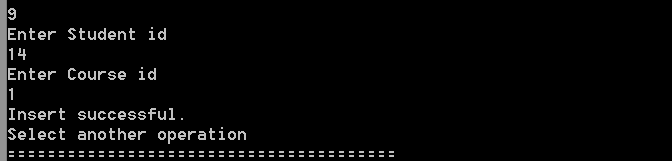 9
Enter Student id
14
Enter Course id
1
Insert successful.
Select another operation
=======================================